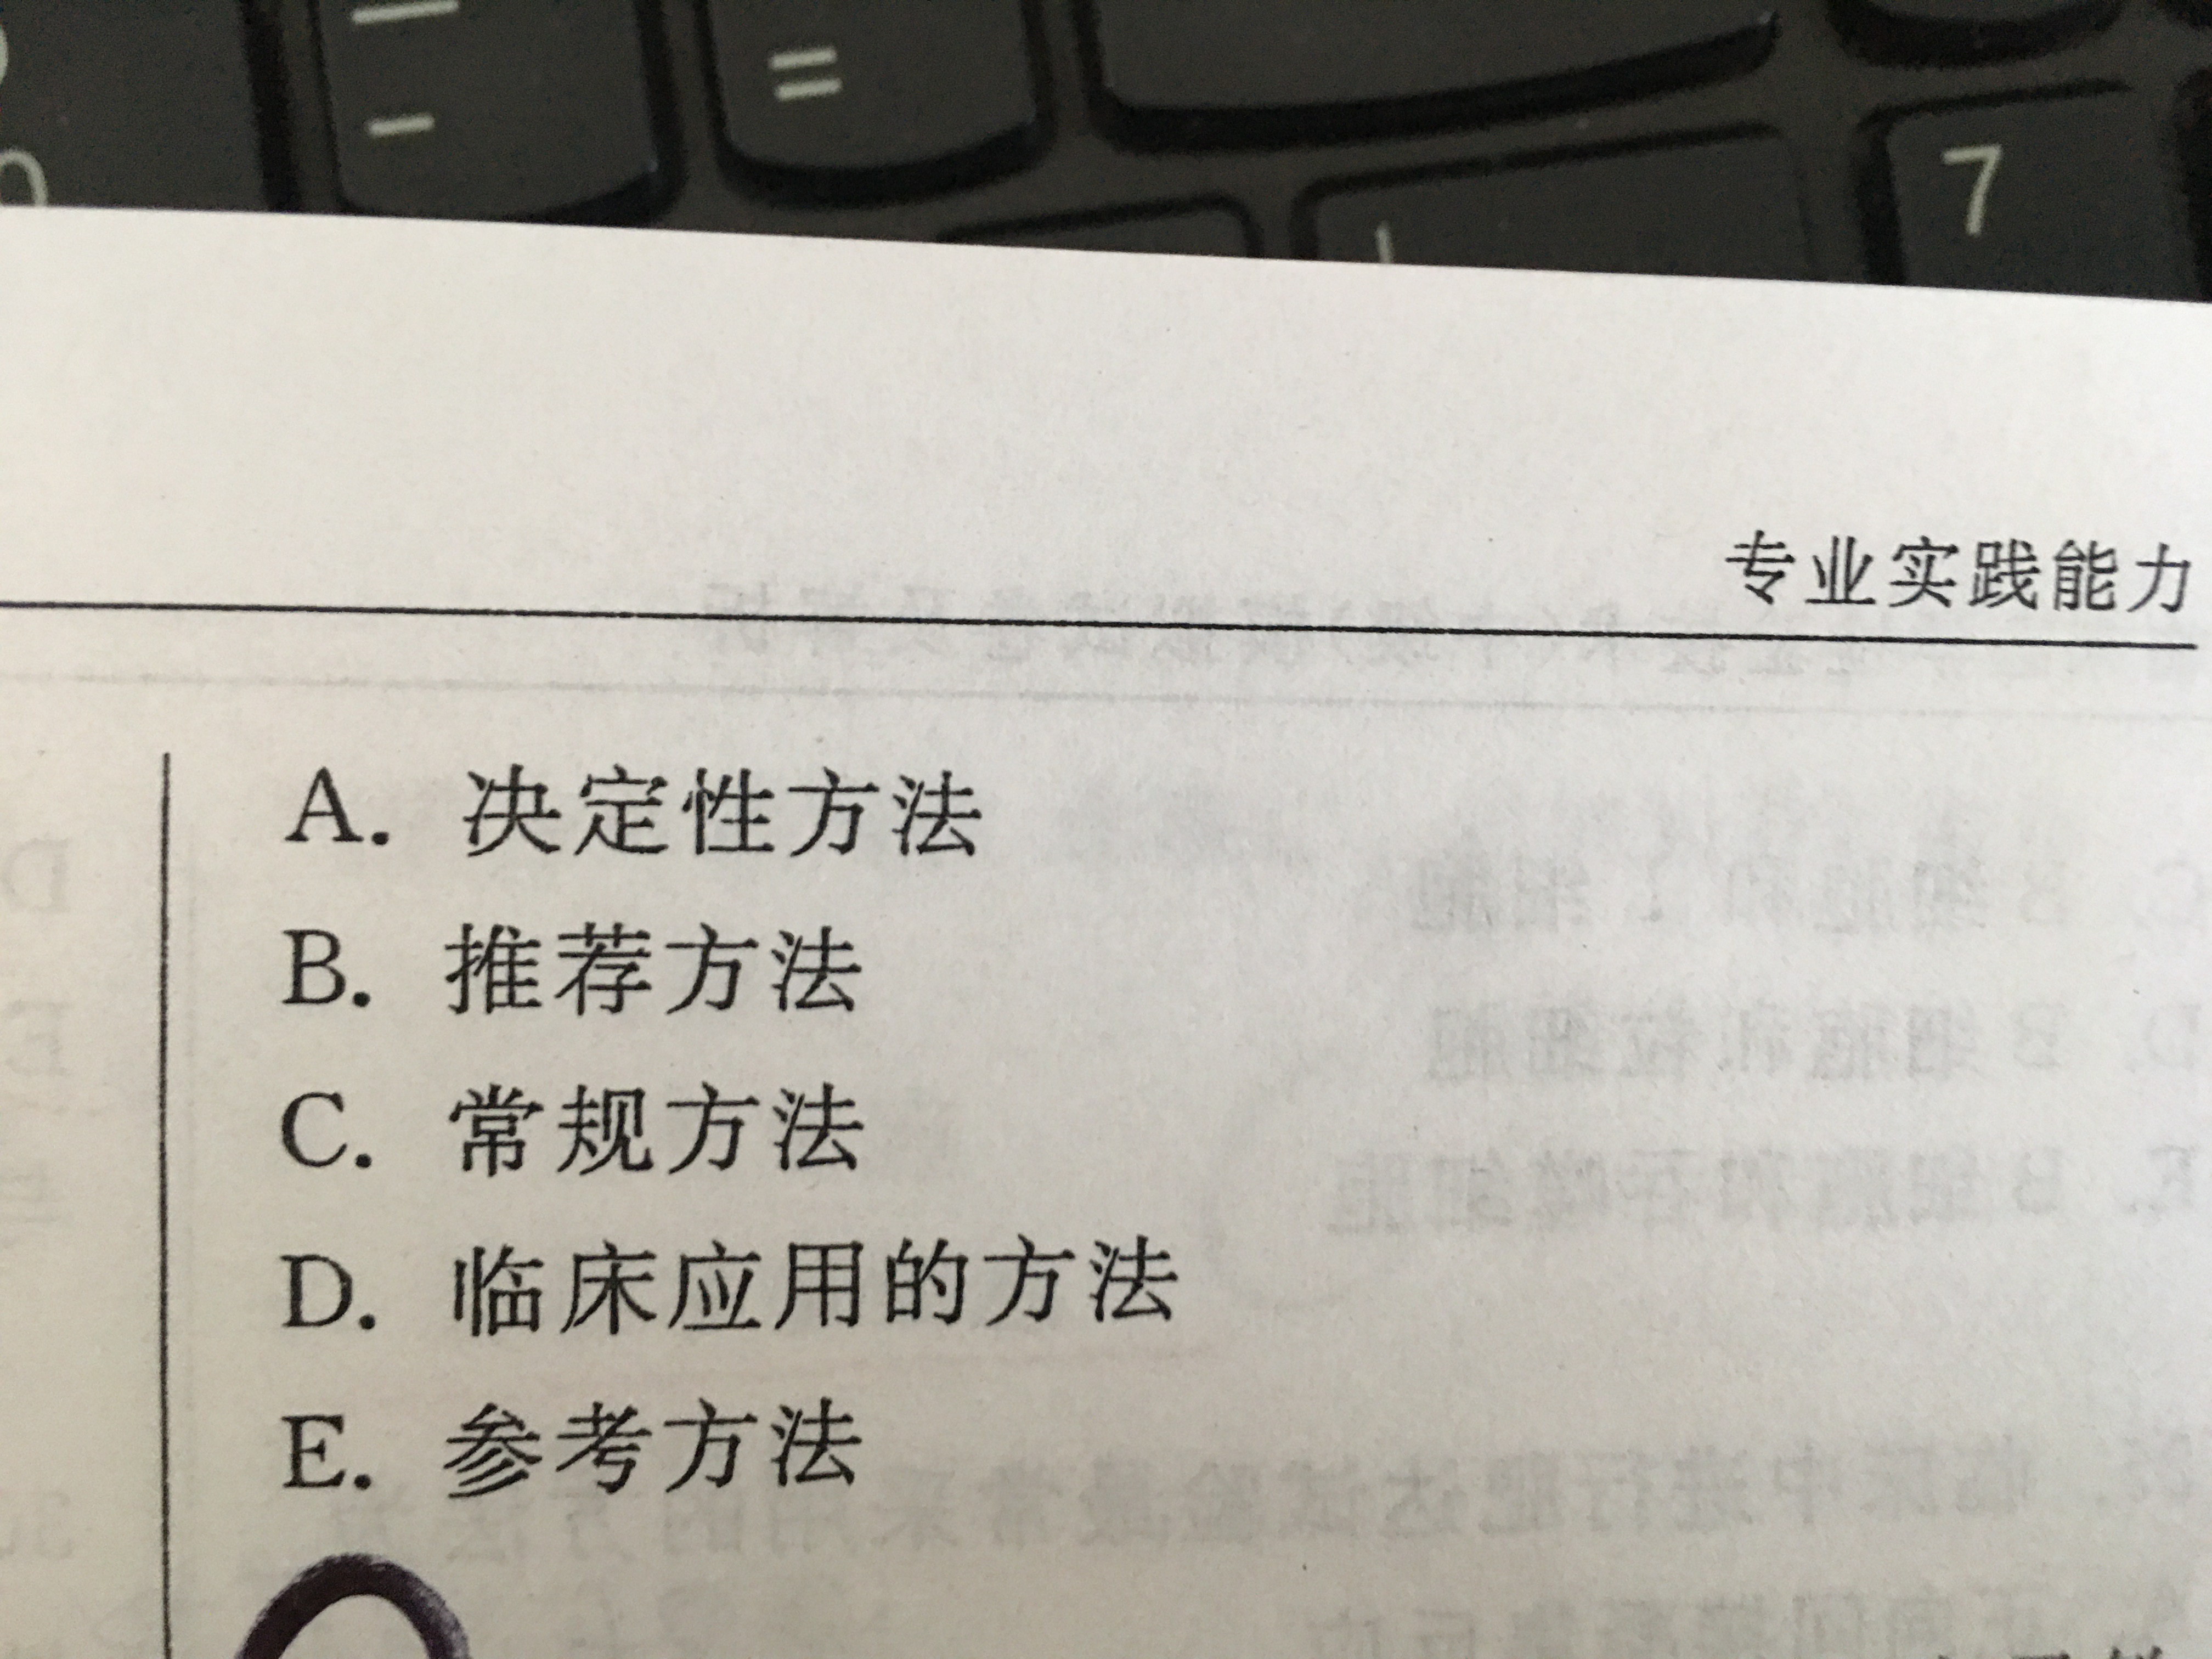 =
7
专业实践能力
A. 决定性方法
B. 推荐方法
C. 常规方法
D. 临床应用的方法
E. 参考方法